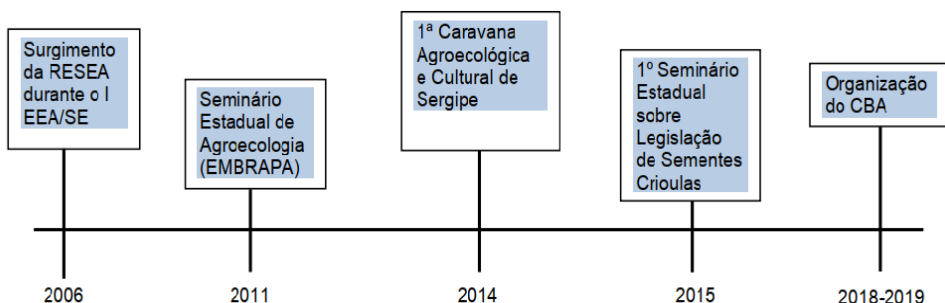 Surgimento
da RESEA
durante o I
EEA/SE
Seminário
Estadual de
Agroecologia
(EMBRAPA)
1ª Caravana
Agroecológica
e Cultural de
Sergipe
1º Seminário
Estadual
sobre
Legislação
de Sementes
Crioulas
Organização
do CBA
2006
2011
2014
2015
2018-2019